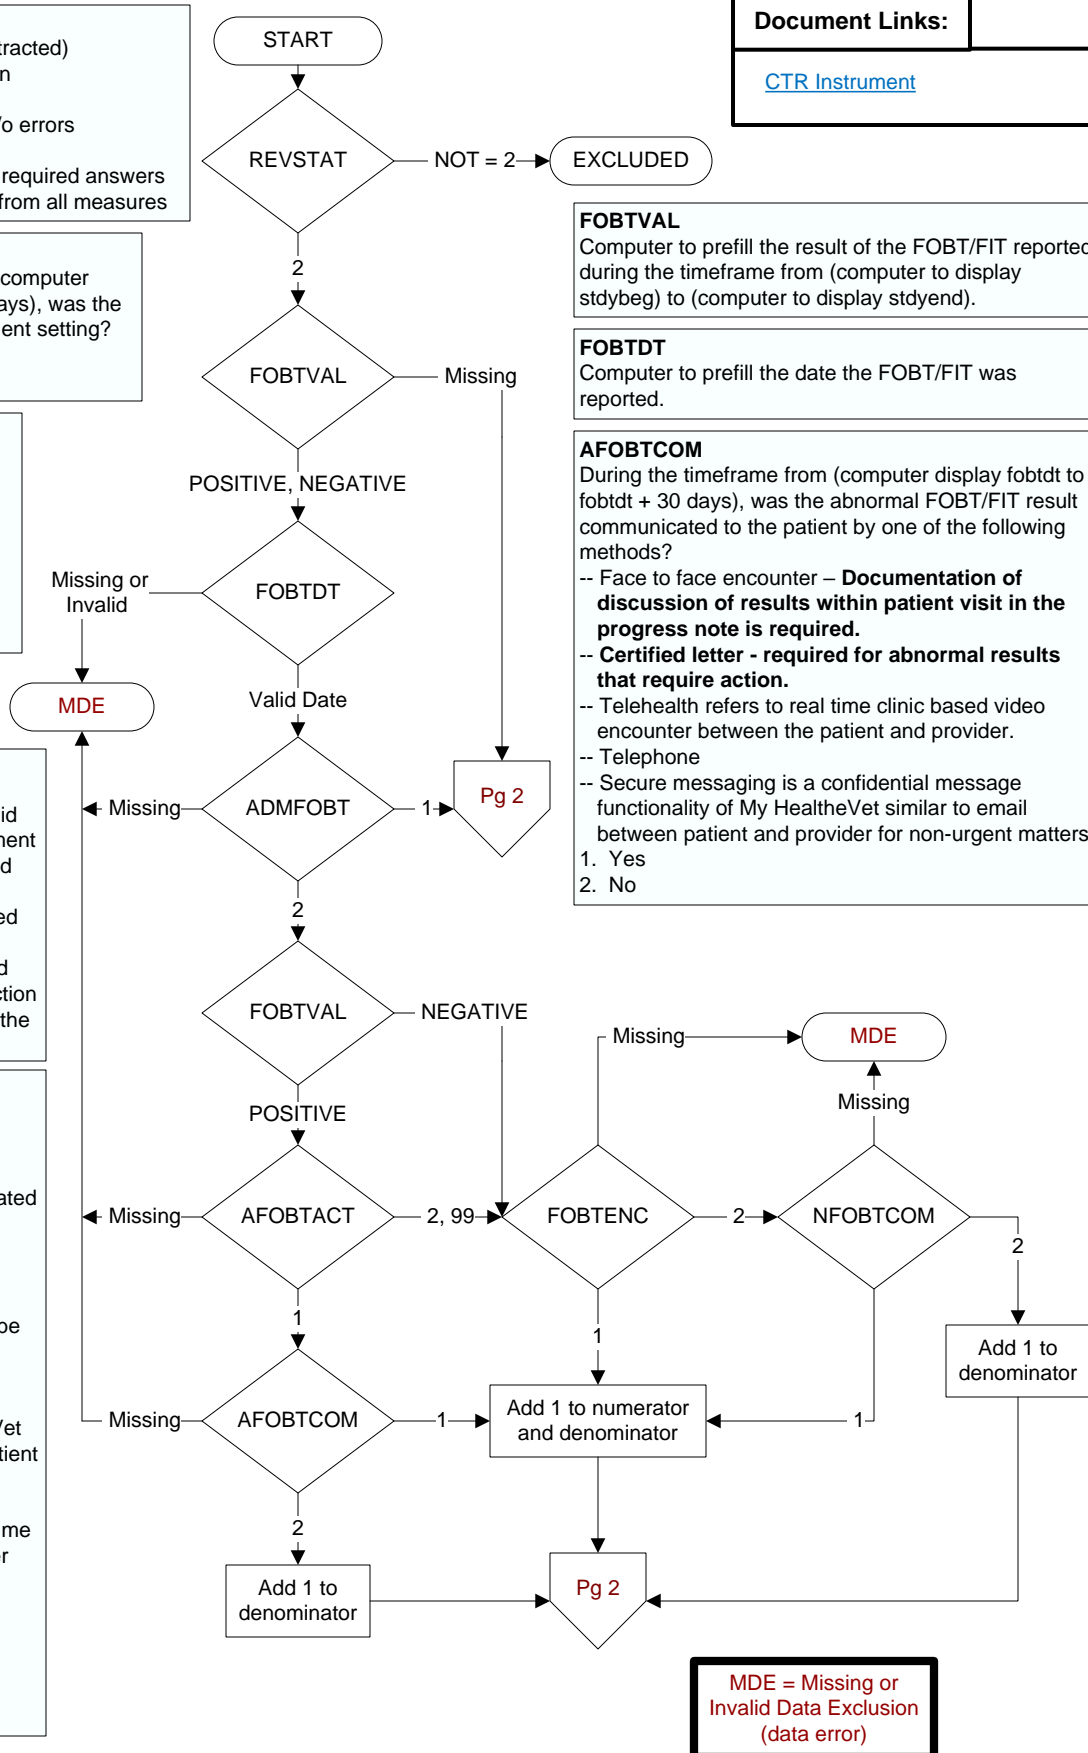 tracted)
n
/o errors
required answers
from all measures
computer
ays), was the
ent setting?
id
ment
d
ed
d
ction
the
ated
be
Vet
tient
me
er
START
REVSTAT
NOT = 2
EXCLUDED
2
FOBTVAL
Missing
POSITIVE, NEGATIVE
FOBTDT
Missing or
Invalid
MDE
Valid Date
ADMFOBT
Missing
1
Pg 2
2
FOBTVAL
NEGATIVE
POSITIVE
AFOBTACT
Missing
2, 99
FOBTENC
Missing
MDE
2
NFOBTCOM
Missing
2
1
1
1
AFOBTCOM
Missing
1
Add 1 to numerator
and denominator
Add 1 to
denominator
2
Add 1 to
denominator
Pg 2
Document Links:
CTR Instrument
FOBTVAL
Computer to prefill the result of the FOBT/FIT reported
during the timeframe from (computer to display
stdybeg) to (computer to display stdyend).
FOBTDT
Computer to prefill the date the FOBT/FIT was
reported.
AFOBTCOM
During the timeframe from (computer display fobtdt to
fobtdt + 30 days), was the abnormal FOBT/FIT result
communicated to the patient by one of the following
methods?
-- Face to face encounter – Documentation of
discussion of results within patient visit in the
progress note is required.
-- Certified letter - required for abnormal results
that require action.
-- Telehealth refers to real time clinic based video
encounter between the patient and provider.
-- Telephone
-- Secure messaging is a confidential message
functionality of My HealtheVet similar to email
between patient and provider for non-urgent matters
1. Yes
2. No
MDE = Missing or
Invalid Data Exclusion
(data error)